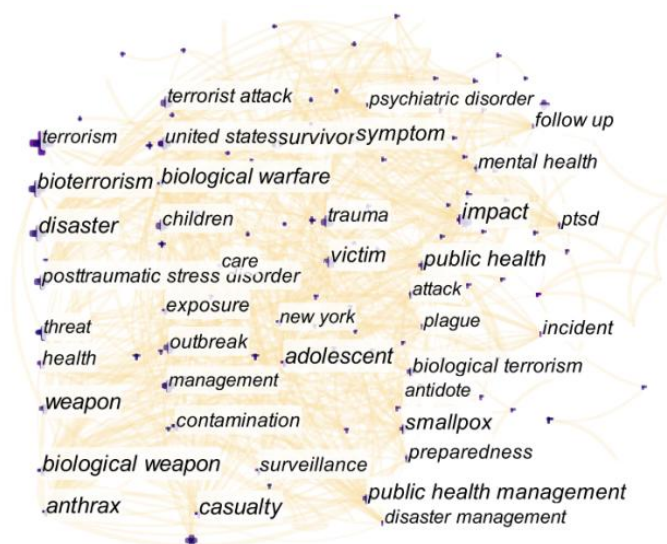 terrorist attack
psychiatric disorder
follow up
terrorism
united states
survivor
symptom
mental health
bioterrorism
biological warfare
disaster
children
trauma
impact
ptsd
care
victim
public health
posttraumatic stress disorder
attack
exposure
new york
plague
threat
incident
outbreak
health
adolescent
management
biological terrorism
antidote
weapon
contamination
smallpox
preparedness
biological weapon
surveillance
public health management
anthrax
casualty
disaster management